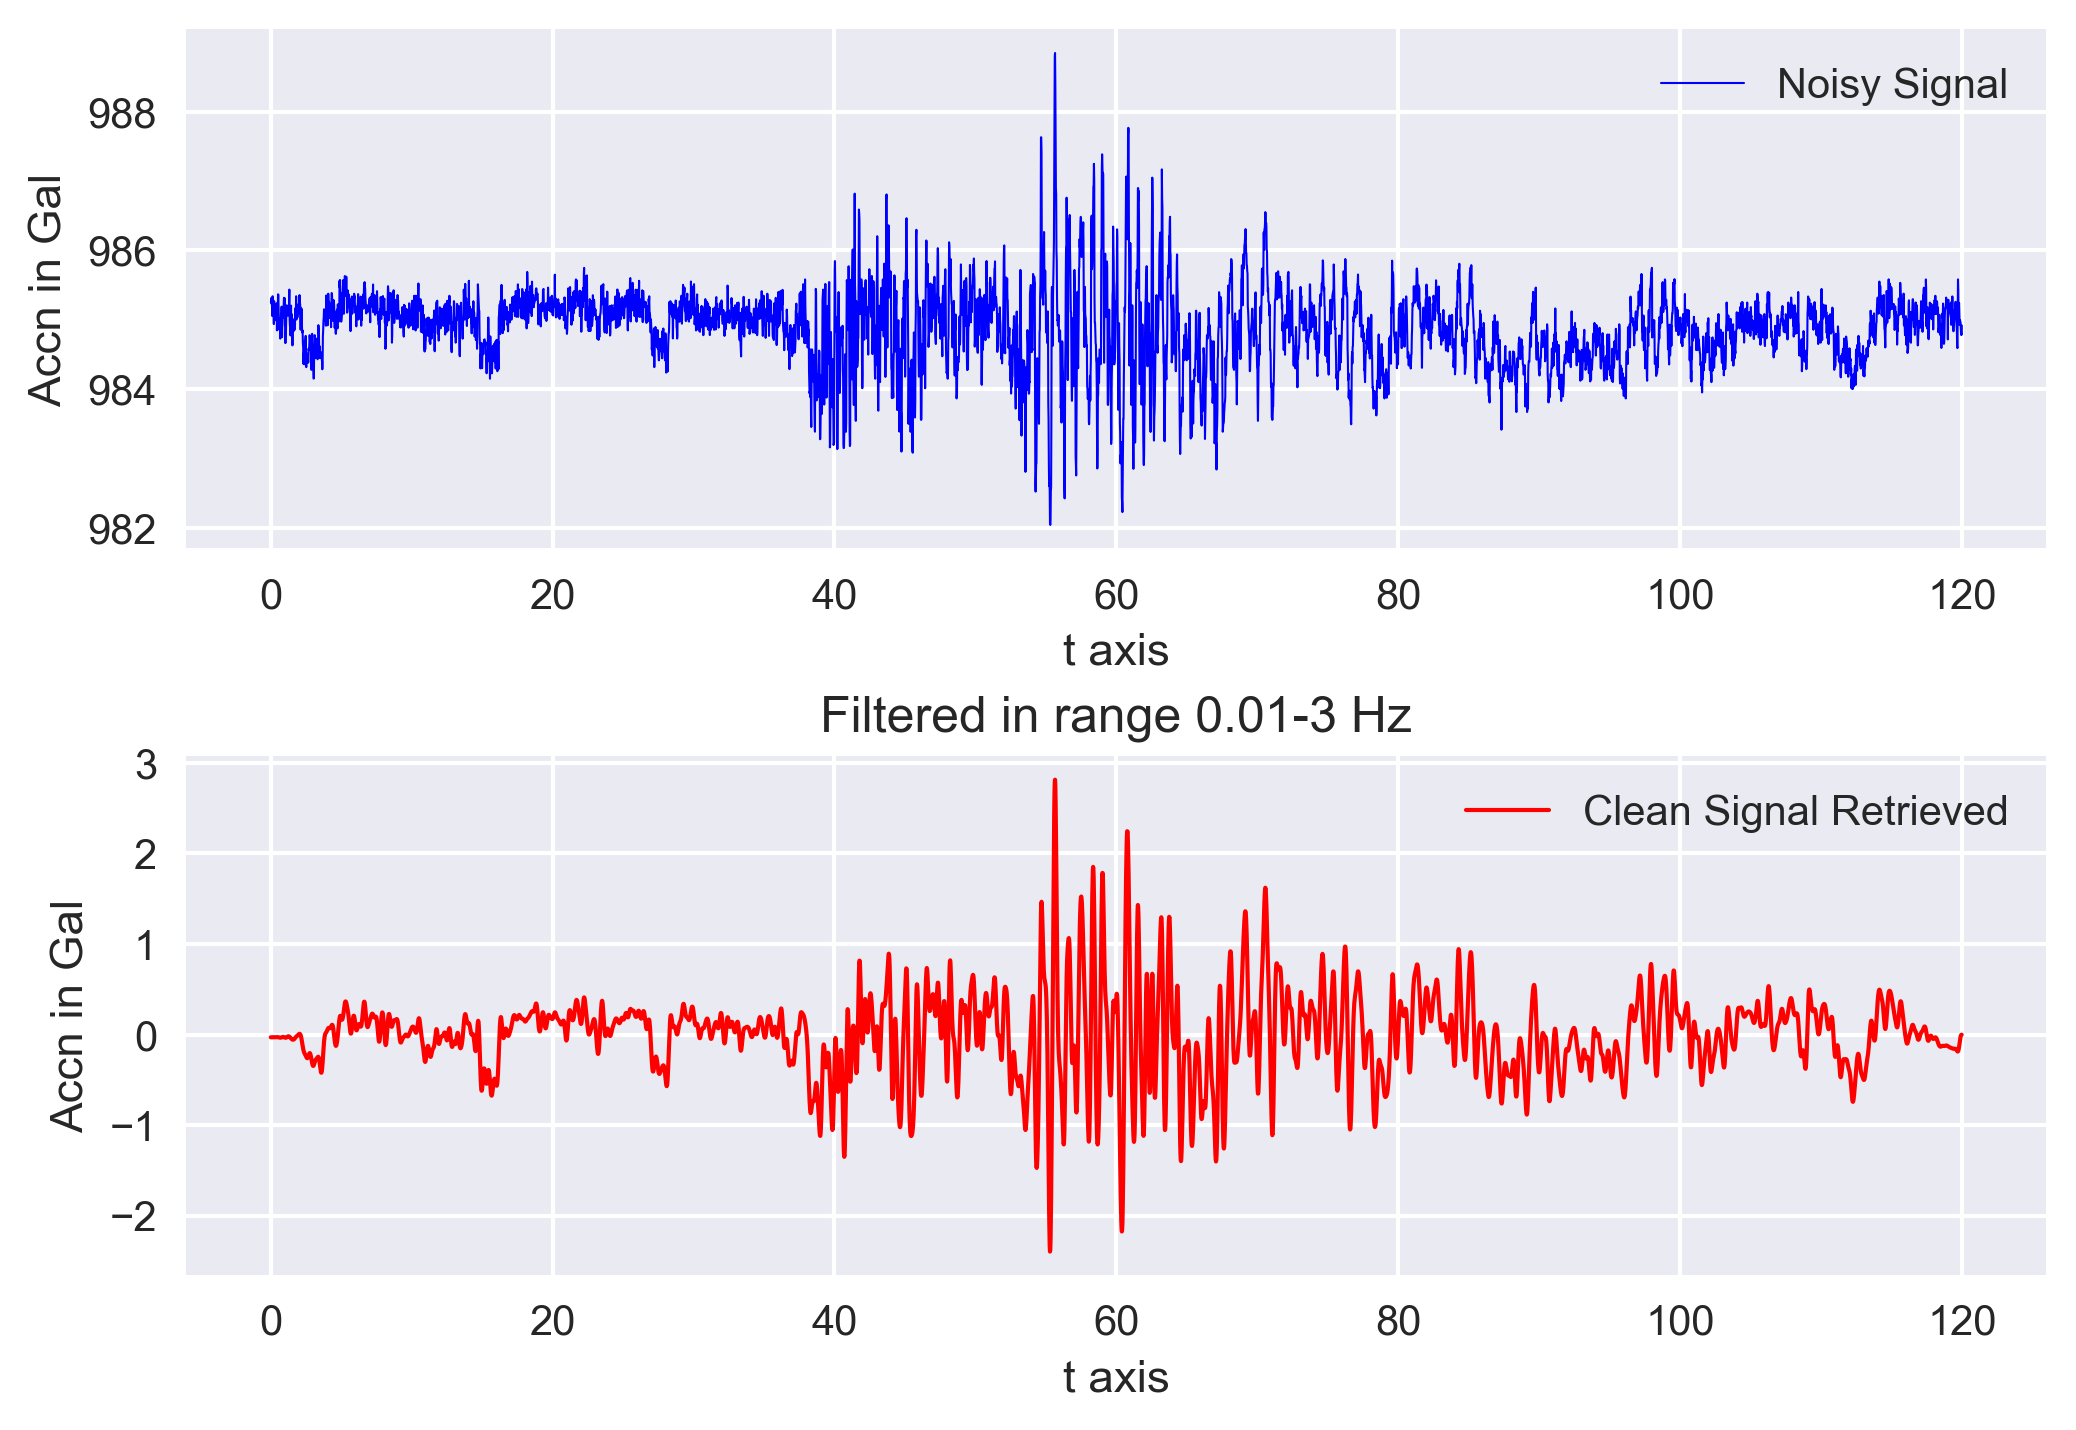 Noisy Signal
988
986
984
982
Accn in Gal
0 20 40 60 80 100 120
t axis
Filtered in range 0.01-3 Hz
Clean Signal Retrieved
3
2
1
0
−1
−2
Accn in Gal
0 20 40 60 80 100 120
t axis